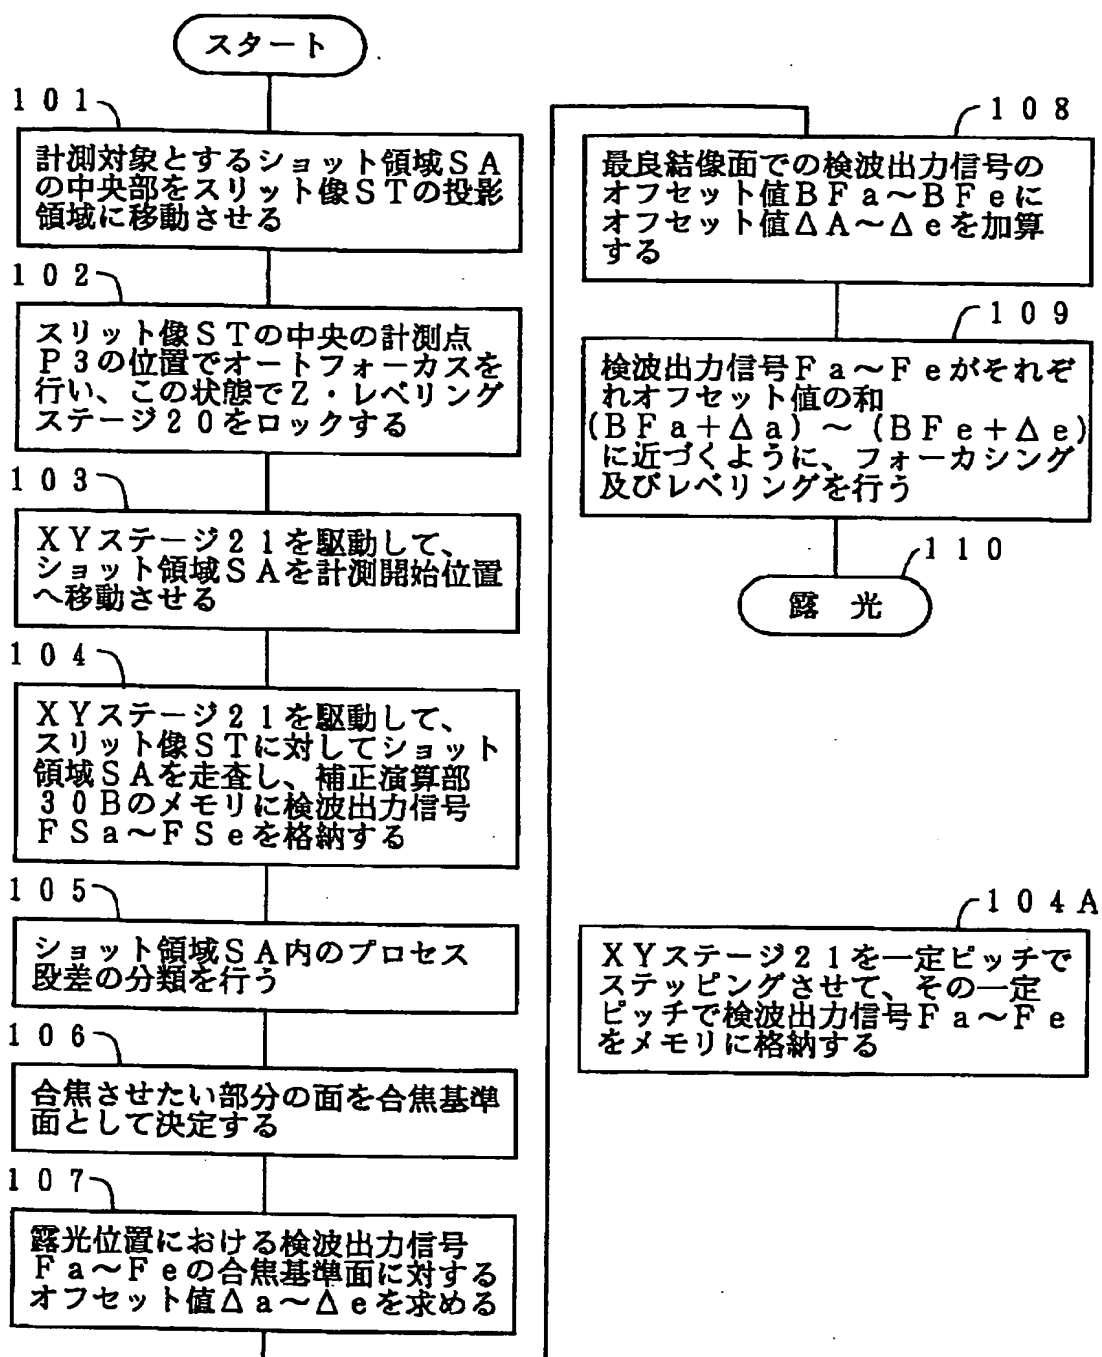 スタート
101
計測対象とするショット領域SA
の中央部をスリット像STの投影
領域に移動させる
102
スリット像STの中央の計測点
P3の位置でオートフォーカスを
行い、この状態でZ・レベリング
ステージ20をロックする
103
XYステージ21を駆動して、
ショット領域SAを計測開始位置
へ移動させる
104
XYステージ21を駆動して、
スリット像STに対してショット
領域SAを走査し、補正演算部
30Bのメモリに検波出力信号
FSa～FSeを格納する
105
ショット領域SA内のプロセス
段差の分類を行う
106
合焦させたい部分の面を合焦基準
面として決定する
107
露光位置における検波出力信号
Fa～Feの合焦基準面に対する
オフセット値Δa～Δeを求める
108
最良結像面での検波出力信号の
オフセット値BFa～BFeに
オフセット値ΔA～Δeを加算
する
109
検波出力信号Fa～Feがそれぞ
れオフセット値の和
(BFa+Δa)～(BFe+Δe)
に近づくように、フォーカシング
及びレベリングを行う
110
露 光
104A
XYステージ21を一定ピッチで
ステッピングさせて、その一定
ピッチで検波出力信号Fa～Fe
をメモリに格納する